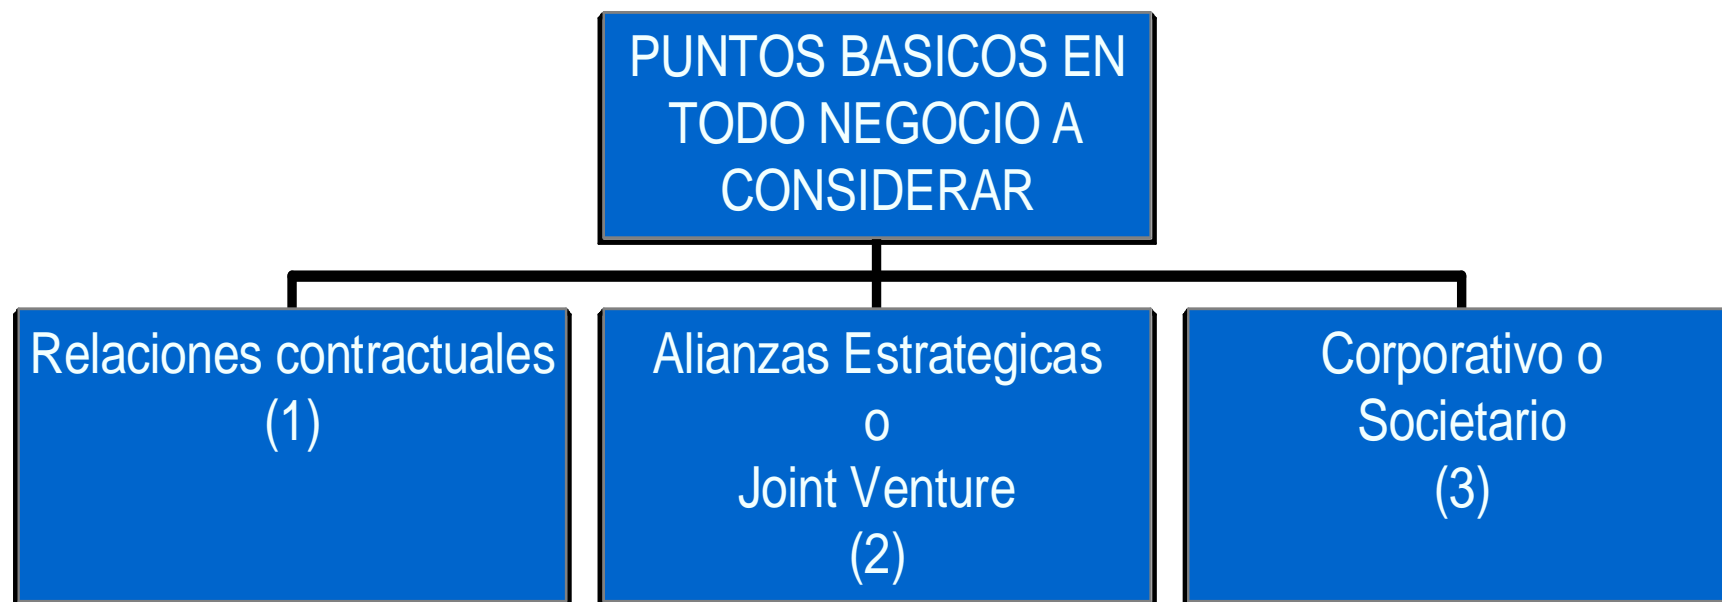 PUNTOS BASICOS EN
TODO NEGOCIO A
CONSIDERAR
Relaciones contractuales
(1)
Alianzas Estrategicas
o
Joint Venture
(2)
Corporativo o
Societario
(3)